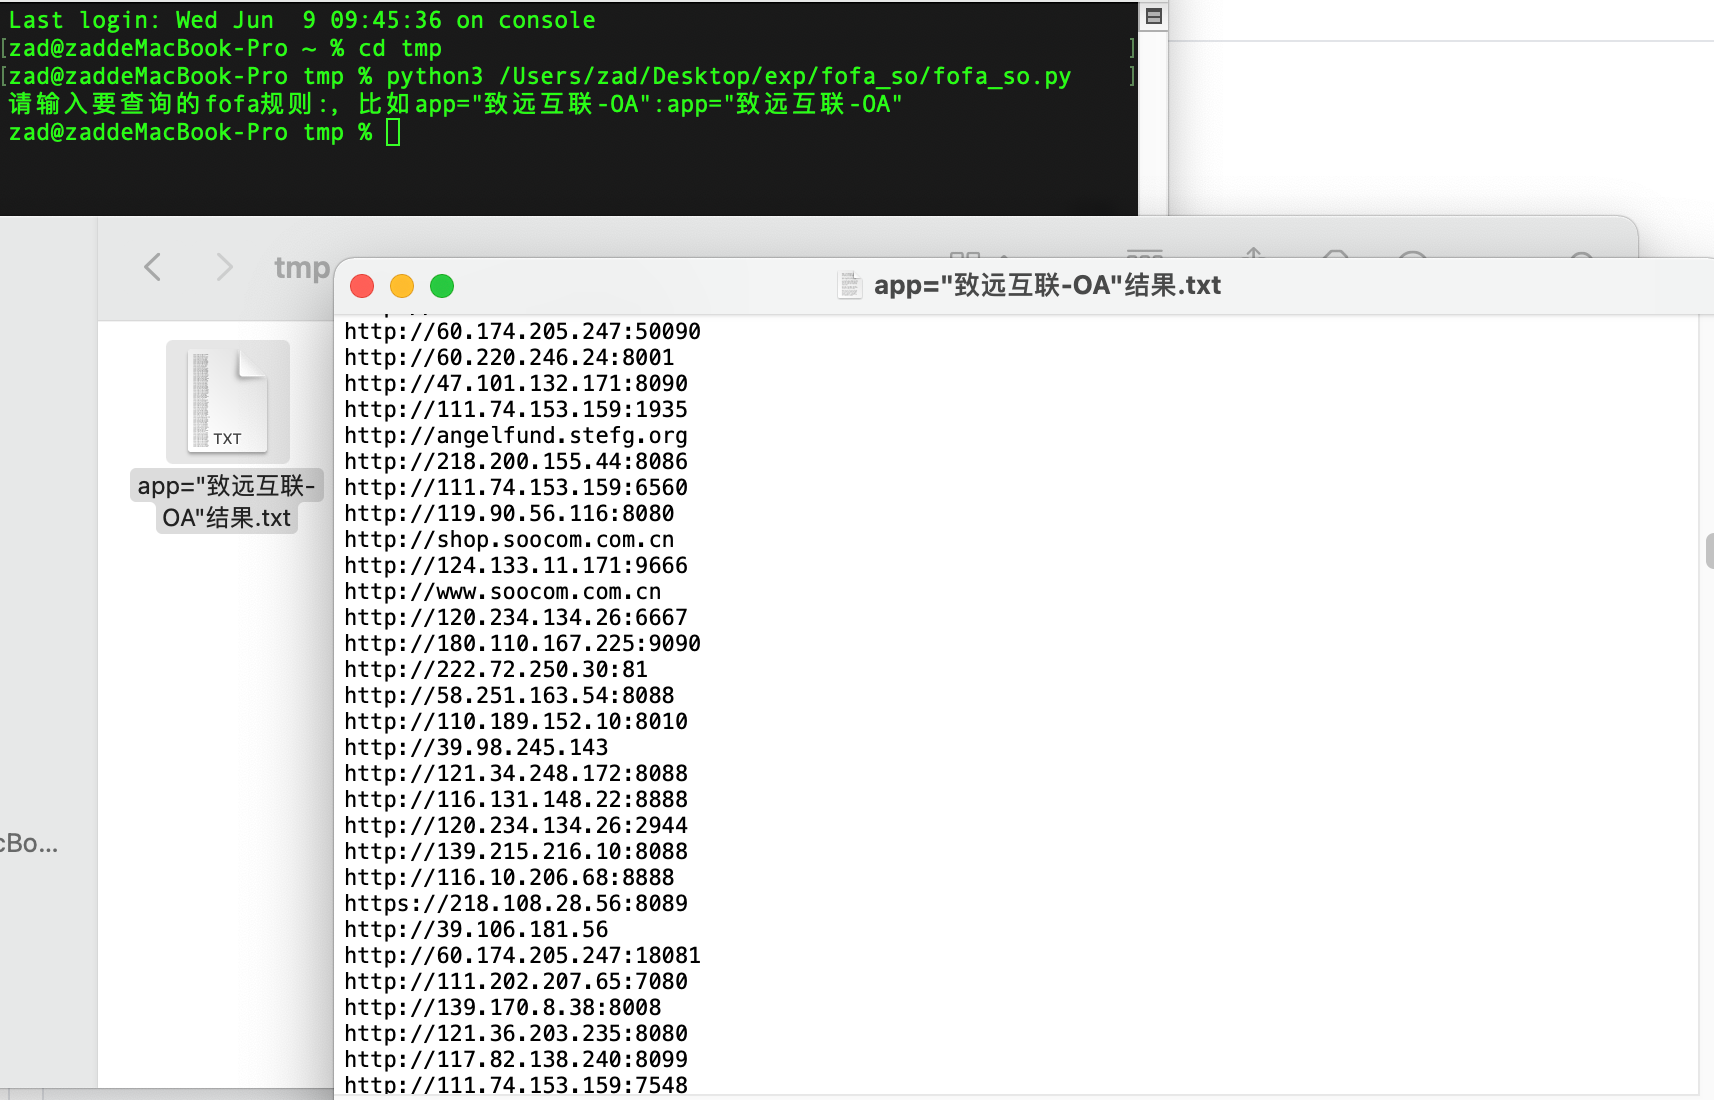 Last login: Wed Jun  9 09:45:36 on console
[zad@zaddeMacBook-Pro ~ % cd tmp ]
[zad@zaddeMacBook-Pro tmp % python3 /Users/zad/Desktop/exp/fofa_so/fofa_so.py ]
请输入要查询的fofa规则:, 比如app="致远互联-OA":app="致远互联-OA"
zad@zaddeMacBook-Pro tmp %
tmp
app="致远互联-OA"结果.txt
TXT
app="致远互联-
OA"结果.txt
cBo...
http://60.174.205.247:50090
http://60.220.246.24:8001
http://47.101.132.171:8090
http://111.74.153.159:1935
http://angelfund.stefg.org
http://218.200.155.44:8086
http://111.74.153.159:6560
http://119.90.56.116:8080
http://shop.soocom.com.cn
http://124.133.11.171:9666
http://www.soocom.com.cn
http://120.234.134.26:6667
http://180.110.167.225:9090
http://222.72.250.30:81
http://58.251.163.54:8088
http://110.189.152.10:8010
http://39.98.245.143
http://121.34.248.172:8088
http://116.131.148.22:8888
http://120.234.134.26:2944
http://139.215.216.10:8088
http://116.10.206.68:8888
https://218.108.28.56:8089
http://39.106.181.56
http://60.174.205.247:18081
http://111.202.207.65:7080
http://139.170.8.38:8008
http://121.36.203.235:8080
http://117.82.138.240:8099
http://111.74.153.159:7548